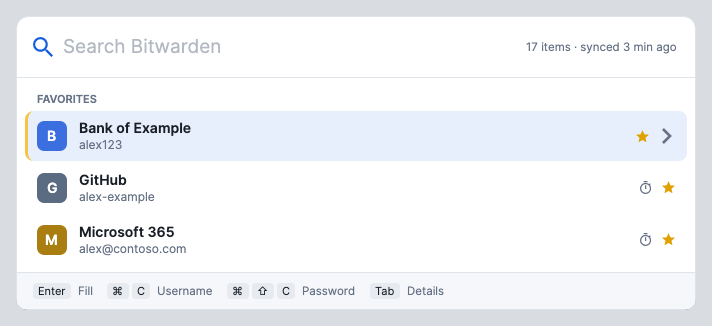 Search Bitwarden
17 items · synced 3 min ago
FAVORITES
B
Bank of Example
alex123
G
GitHub
alex-example
M
Microsoft 365
alex@contoso.com
Enter Fill ⌘ C Username ⌘ ⇧ C Password Tab Details